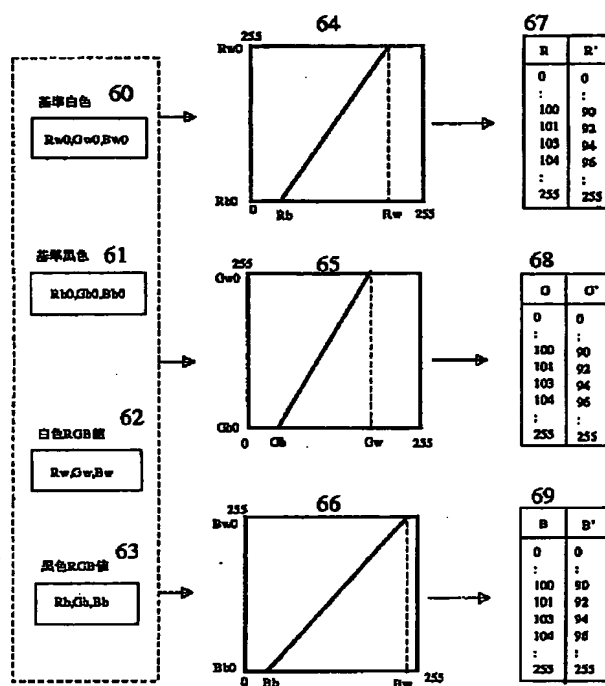 60
基準白色
Rw0,Gw0,Bw0
61
基準黒色
Rb0,Gb0,Bb0
62
白色RGB値
Rw,Gw,Bw
63
黒色RGB値
Rb,Gb,Bb
64
255
Rw0
Rb0
0
Rb
Rw
255
65
255
Gw0
Gb0
0
Gb
Gw
255
66
255
Bw0
Bb0
0
Bb
Rw
255
67
R R'
0 0
: :
100 90
101 92
103 94
104 96
: :
255 255
68
G G'
0 0
: :
100 90
101 92
103 94
104 96
: :
255 255
69
B B'
0 0
: :
100 90
101 92
103 94
104 96
: :
255 255